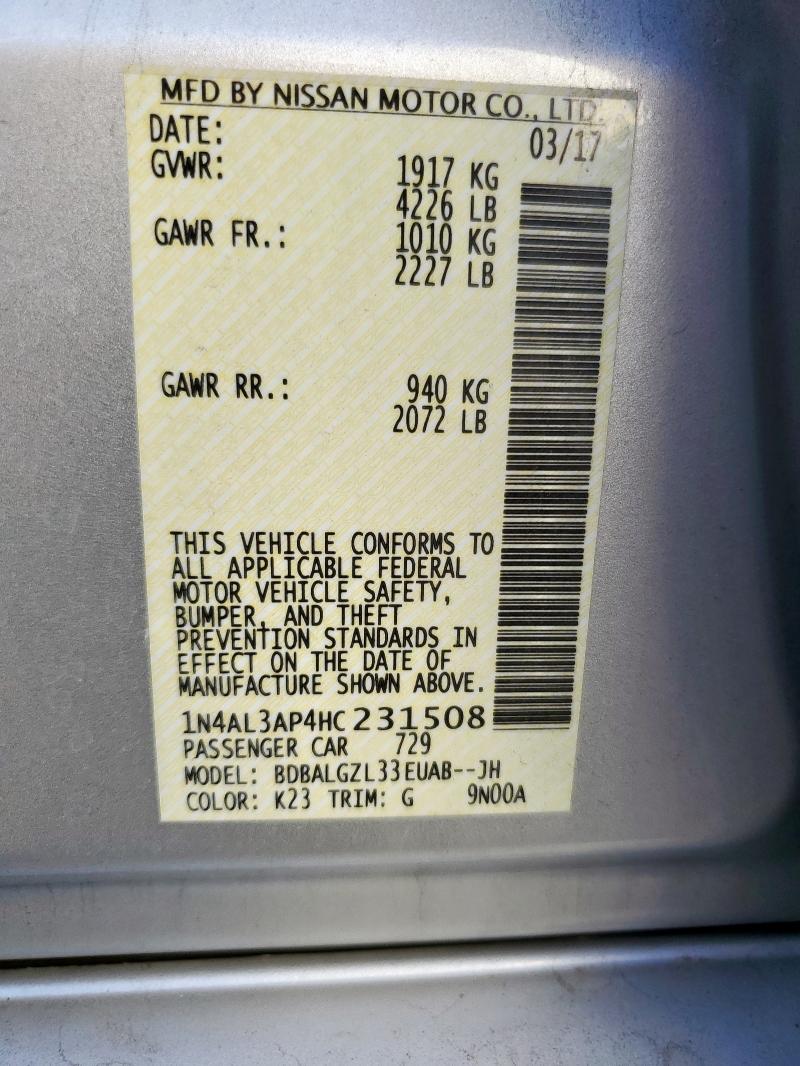 MFD BY NISSAN MOTOR CO., LTD.
DATE: 03/17
GVWR: 1917 KG
4226 LB
GAWR FR.: 1010 KG
2227 LB
GAWR RR.: 940 KG
2072 LB
THIS VEHICLE CONFORMS TO
ALL APPLICABLE FEDERAL
MOTOR VEHICLE SAFETY,
BUMPER, AND THEFT
PREVENTION STANDARDS IN
EFFECT ON THE DATE OF
MANUFACTURE SHOWN ABOVE.
1N4AL3AP4HC231508
PASSENGER CAR 729
MODEL: BDBALGZL33EUAB--JH
COLOR: K23 TRIM: G 9N00A